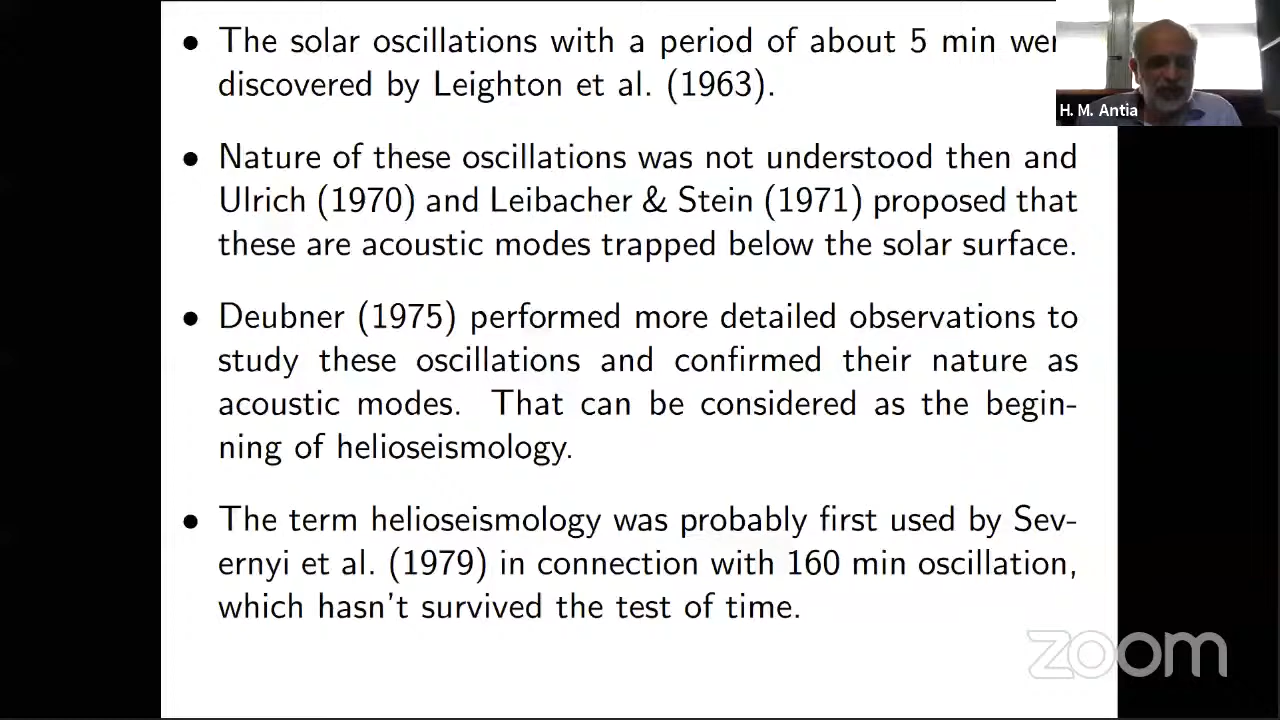 • The solar oscillations with a period of about 5 min wer
discovered by Leighton et al. (1963).
• Nature of these oscillations was not understood then and
Ulrich (1970) and Leibacher & Stein (1971) proposed that
these are acoustic modes trapped below the solar surface.
• Deubner (1975) performed more detailed observations to
study these oscillations and confirmed their nature as
acoustic modes. That can be considered as the begin-
ning of helioseismology.
• The term helioseismology was probably first used by Sev-
ernyi et al. (1979) in connection with 160 min oscillation,
which hasn't survived the test of time.
H. M. Antia
zoom